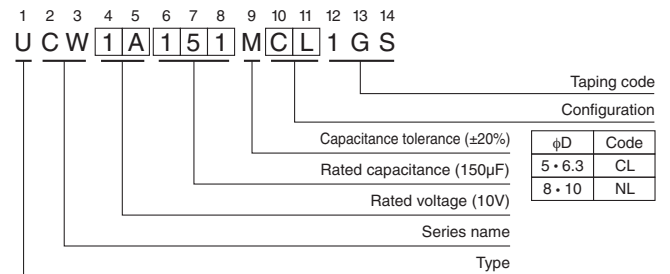 1 2 3 4 5 6 7 8 9 10 11 12 13 14
U C W 1 A 1 5 1 M C L 1 G S
Taping code
Configuration
Capacitance tolerance (±20%)
Rated capacitance (150µF)
Rated voltage (10V)
Series name
Type
ϕD Code
5 • 6.3 CL
8 • 10 NL